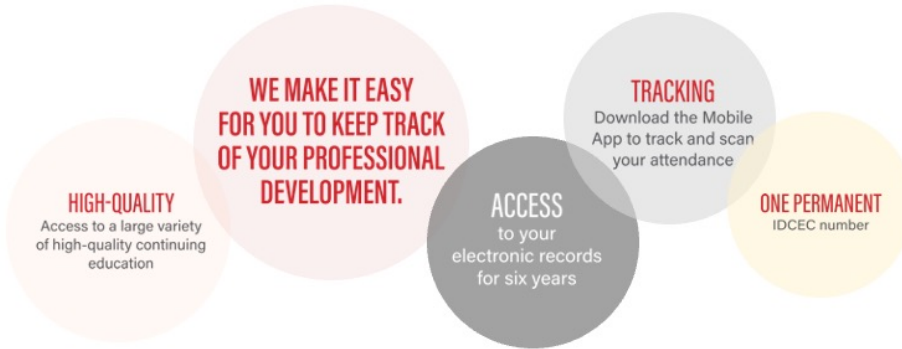 WE MAKE IT EASY
FOR YOU TO KEEP TRACK
OF YOUR PROFESSIONAL
DEVELOPMENT.
HIGH-QUALITY
Access to a large variety
of high-quality continuing
education
ACCESS
to your
electronic records
for six years
TRACKING
Download the Mobile
App to track and scan
your attendance
ONE PERMANENT
IDCEC number